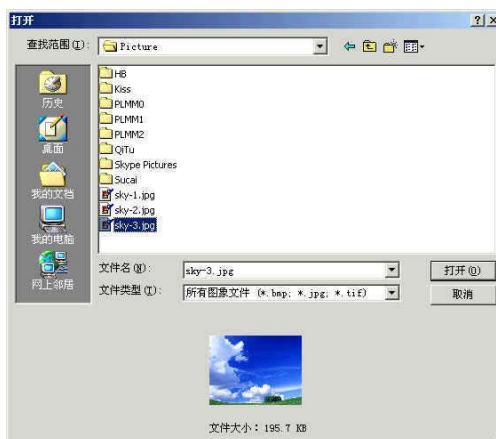 打开
查找范围(I):
Picture
历史
桌面
我的文档
我的电脑
网上邻居
HB
Kiss
PLMM0
PLMM1
PLMM2
QiTu
Skype Pictures
Sucai
sky-1.jpg
sky-2.jpg
sky-3.jpg
文件名(N):
sky-3.jpg
打开(O)
文件类型(T):
所有图象文件 (*.bmp; *.jpg; *.tif)
取消
文件大小: 195.7 KB